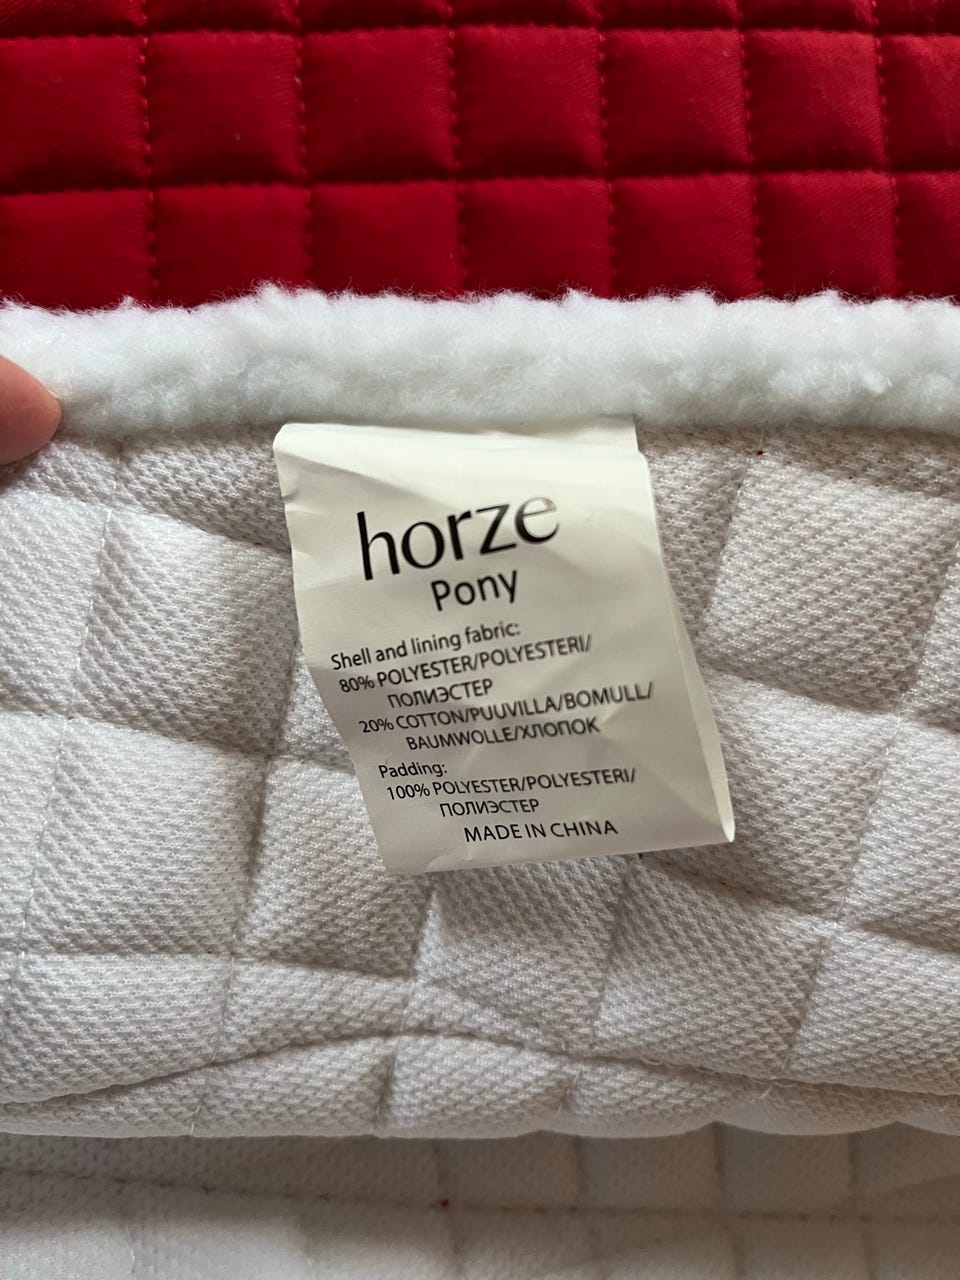 horze
Pony
Shell and lining fabric:
80% POLYESTER/POLYESTERI/
ПОЛИЭСТЕР
20% COTTON/PUUVILLA/BOMULL/
BAUMWOLLE/ХЛОПОК
Padding:
100% POLYESTER/POLYESTERI/
ПОЛИЭСТЕР
MADE IN CHINA